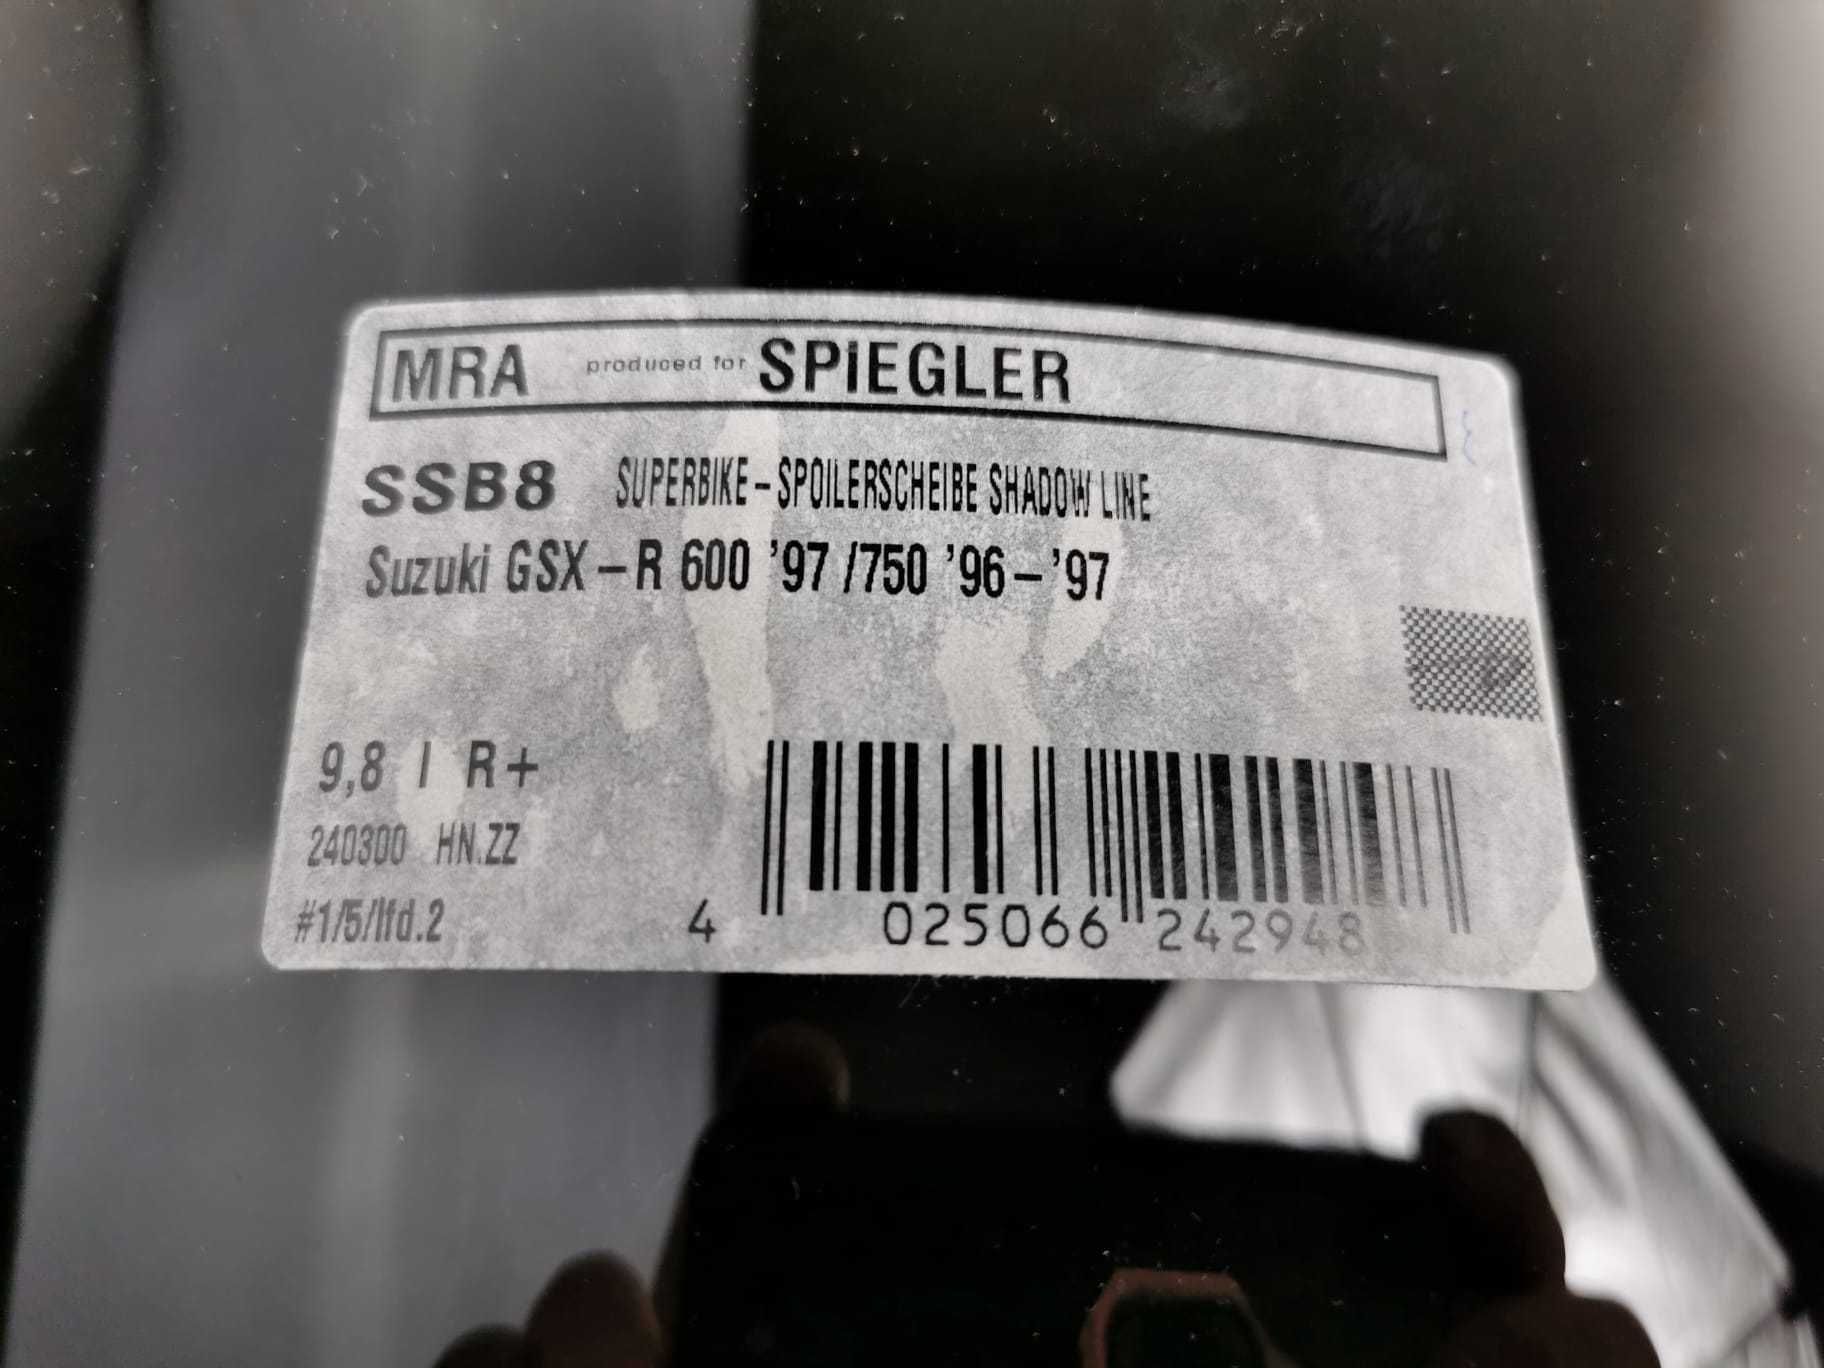 MRA produced for SPIEGLER
SSB8 SUPERBIKE-SPOILERSCHEIBE SHADOW LINE
Suzuki GSX-R 600 '97 /750 '96-'97
9,8 I R+
240300 HN.ZZ
#1/5/lfd.2
4 025066 242948